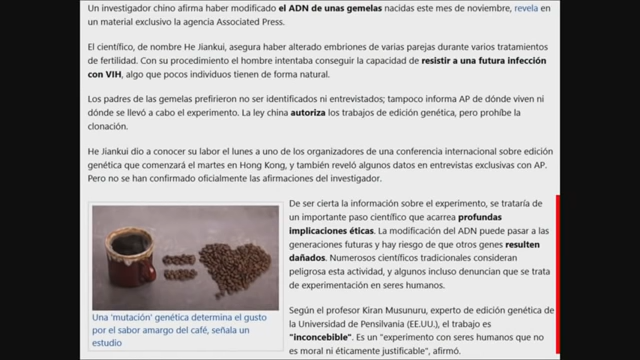 Un investigador chino afirma haber modificado el ADN de unas gemelas nacidas este mes de noviembre, revela en
un material exclusivo la agencia Associated Press.
El científico, de nombre He Jiankui, asegura haber alterado embriones de varias parejas durante varios tratamientos
de fertilidad. Con su procedimiento el hombre intentaba conseguir la capacidad de resistir a una futura infección
con VIH, algo que pocos individuos tienen de forma natural.
Los padres de las gemelas prefirieron no ser identificados ni entrevistados; tampoco informa AP de dónde viven ni
dónde se llevó a cabo el experimento. La ley china autoriza los trabajos de edición genética, pero prohíbe la
clonación.
He Jiankui dio a conocer su labor el lunes a uno de los organizadores de una conferencia internacional sobre edición
genética que comenzará el martes en Hong Kong, y también reveló algunos datos en entrevistas exclusivas con AP.
Pero no se han confirmado oficialmente las afirmaciones del investigador.
De ser cierta la información sobre el experimento, se trataría de
un importante paso científico que acarrea profundas
implicaciones éticas. La modificación del ADN puede pasar a las
generaciones futuras y hay riesgo de que otros genes resulten
dañados. Numerosos científicos tradicionales consideran
peligrosa esta actividad, y algunos incluso denuncian que se trata
de experimentación en seres humanos.
Una 'mutación' genética determina el gusto
por el sabor amargo del café, señala un
estudio
Según el profesor Kiran Musunuru, experto de edición genética de
la Universidad de Pensilvania (EE.UU.), el trabajo es
"inconcebible". Es un "experimento con seres humanos que no
es moral ni éticamente justificable", afirmó.